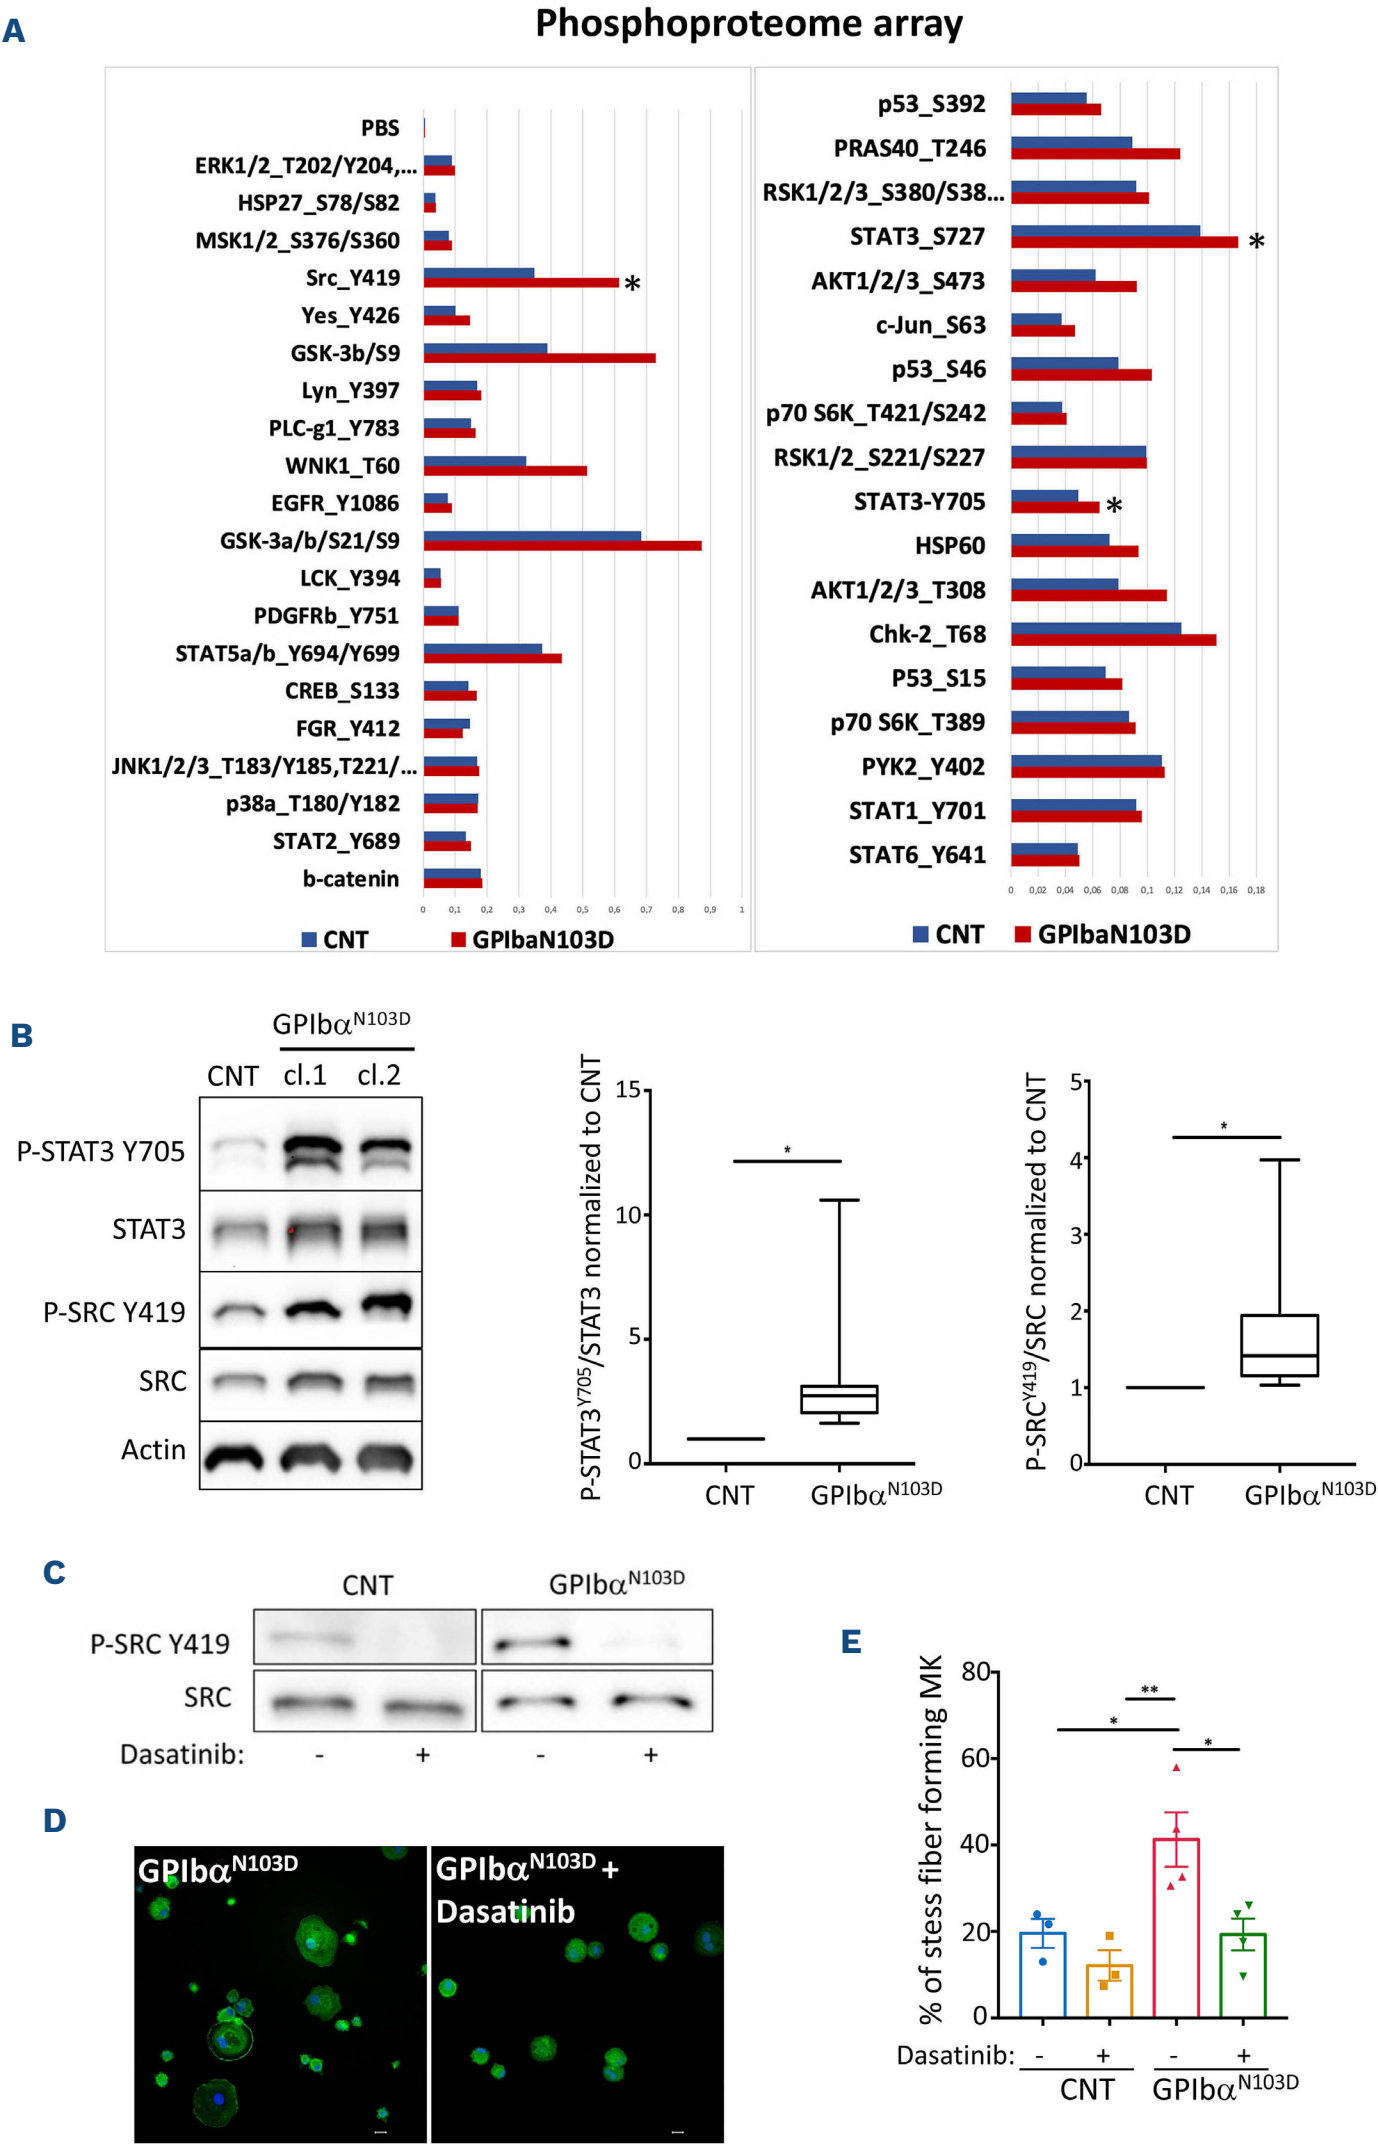 A
Phosphoproteome array
PBS
ERK1/2_T202/Y204,...
HSP27_S78/S82
MSK1/2_S376/S360
Src_Y419
*
Yes_Y426
GSK-3b/S9
Lyn_Y397
PLC-g1_Y783
WNK1_T60
EGFR_Y1086
GSK-3a/b/S21/S9
LCK_Y394
PDGFRb_Y751
STAT5a/b_Y694/Y699
CREB_S133
FGR_Y412
JNK1/2/3_T183/Y185,T221/...
p38a_T180/Y182
STAT2_Y689
b-catenin
0 0,1 0,2 0,3 0,4 0,5 0,6 0,7 0,8 0,9 1
CNT GPIbaN103D
p53_S392
PRAS40_T246
RSK1/2/3_S380/S38...
STAT3_S727
*
AKT1/2/3_S473
c-Jun_S63
p53_S46
p70 S6K_T421/S242
RSK1/2_S221/S227
STAT3-Y705
*
HSP60
AKT1/2/3_T308
Chk-2_T68
P53_S15
p70 S6K_T389
PYK2_Y402
STAT1_Y701
STAT6_Y641
0 0,02 0,04 0,06 0,08 0,1 0,12 0,14 0,16 0,18
CNT GPIbaN103D
B
GPIbα^N103D
CNT cl.1 cl.2
P-STAT3 Y705
STAT3
P-SRC Y419
SRC
Actin
P-STAT3^Y705/STAT3 normalized to CNT
15
10
5
0
*
CNT GPIbα^N103D
P-SRC^Y419/SRC normalized to CNT
5
4
3
2
1
0
*
CNT GPIbα^N103D
C
CNT GPIbα^N103D
P-SRC Y419
SRC
Dasatinib: - + - +
D
GPIbα^N103D
GPIbα^N103D +
Dasatinib
E
% of stess fiber forming MK
80
60
40
20
0
**
*
*
Dasatinib: - + - +
CNT GPIbα^N103D